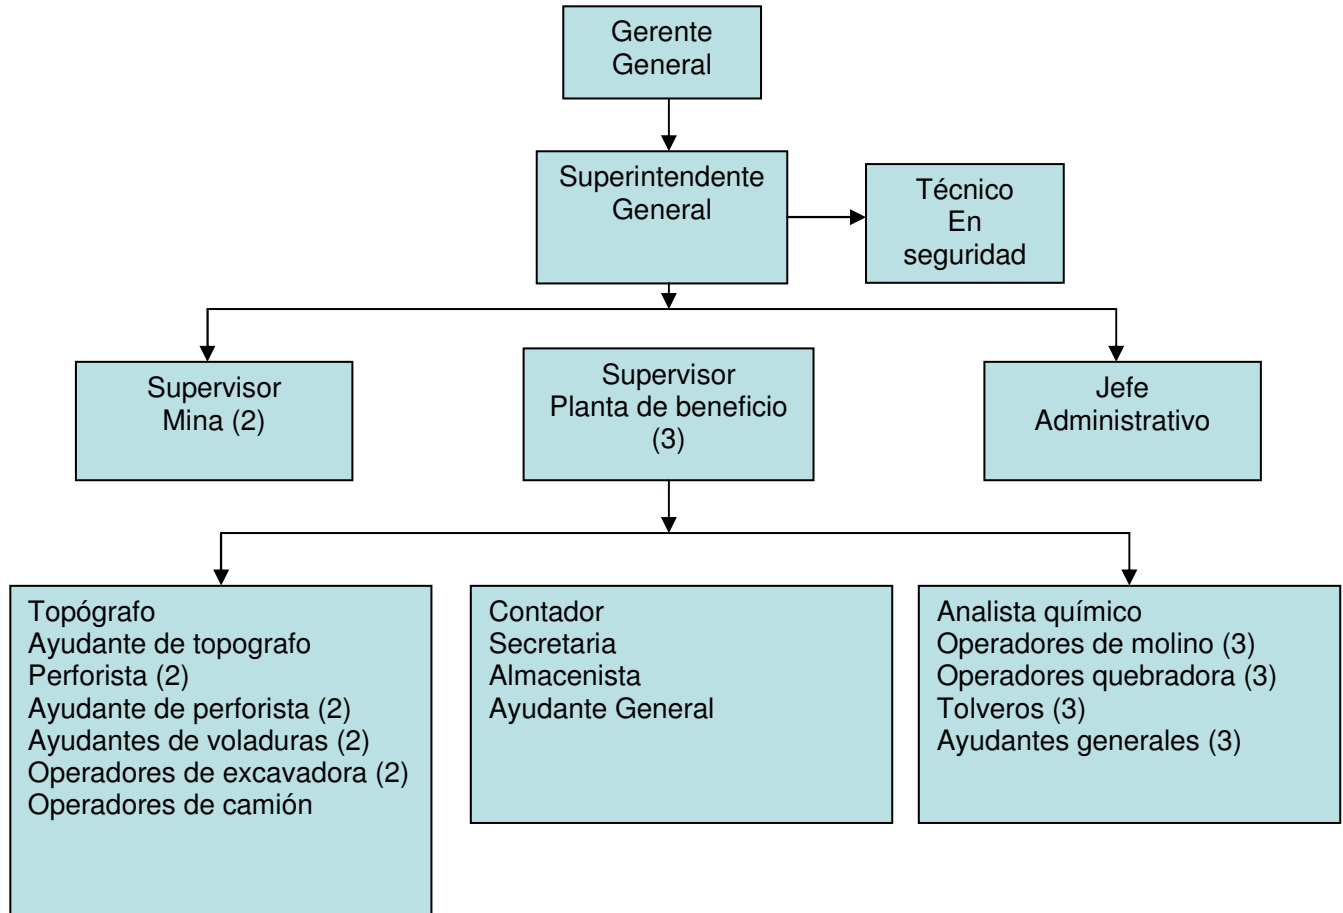 Gerente
General
Superintendente
General
Técnico
En
seguridad
Supervisor
Mina (2)
Supervisor
Planta de beneficio
(3)
Jefe
Administrativo
Topógrafo
Ayudante de topografo
Perforista (2)
Ayudante de perforista (2)
Ayudantes de voladuras (2)
Operadores de excavadora (2)
Operadores de camión
Contador
Secretaria
Almacenista
Ayudante General
Analista químico
Operadores de molino (3)
Operadores quebradora (3)
Tolveros (3)
Ayudantes generales (3)